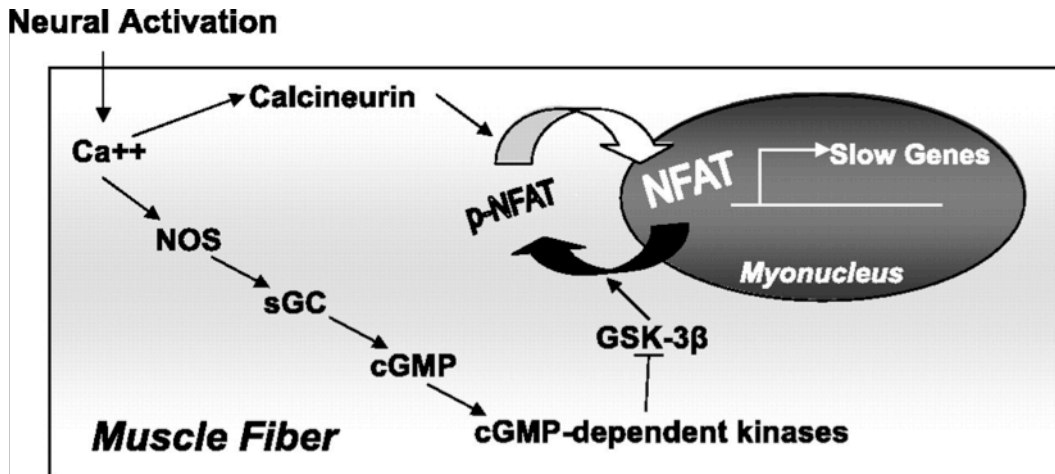 Neural Activation
Calcineurin
Ca++
Slow Genes
NFAT
p-NFAT
NOS
Myonucleus
sGC
GSK-3β
cGMP
Muscle Fiber
cGMP-dependent kinases